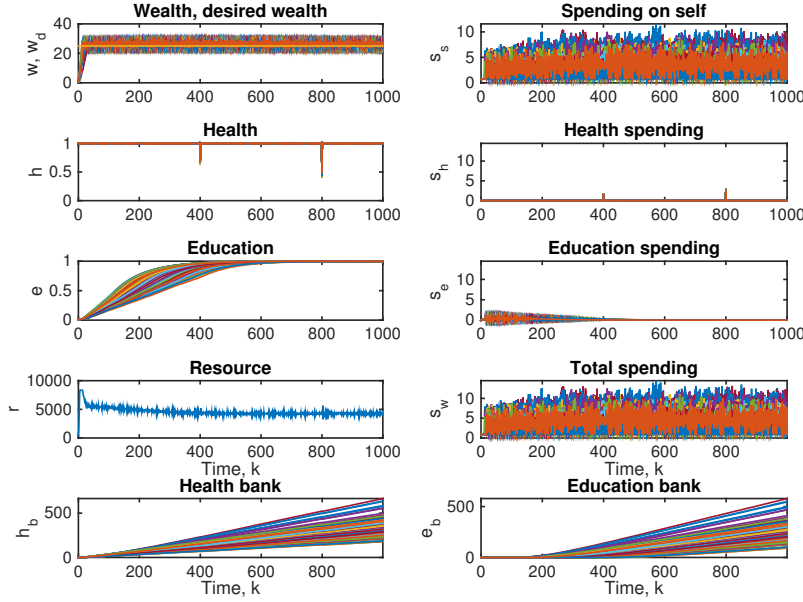 Wealth, desired wealth
w, w_d
40
20
0
0 200 400 600 800 1000
Spending on self
s_s
10
5
0
0 200 400 600 800 1000
Health
h
1
0.5
0
0 200 400 600 800 1000
Health spending
s_h
10
5
0
0 200 400 600 800 1000
Education
e
1
0.5
0
0 200 400 600 800 1000
Education spending
s_e
10
5
0
0 200 400 600 800 1000
Resource
r
10000
5000
0
0 200 400 600 800 1000
Time, k
Total spending
s_w
10
5
0
0 200 400 600 800 1000
Time, k
Health bank
h_b
500
0
0 200 400 600 800 1000
Time, k
Education bank
e_b
500
0
0 200 400 600 800 1000
Time, k